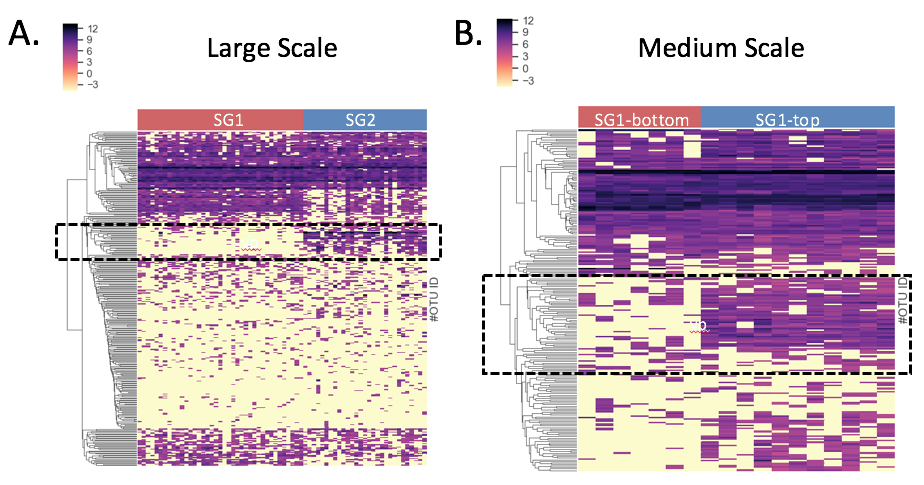 A.
12
9
6
3
0
−3
Large Scale
SG1 SG2
#OTU ID
B.
12
9
6
3
0
−3
Medium Scale
SG1-bottom SG1-top
#OTU ID